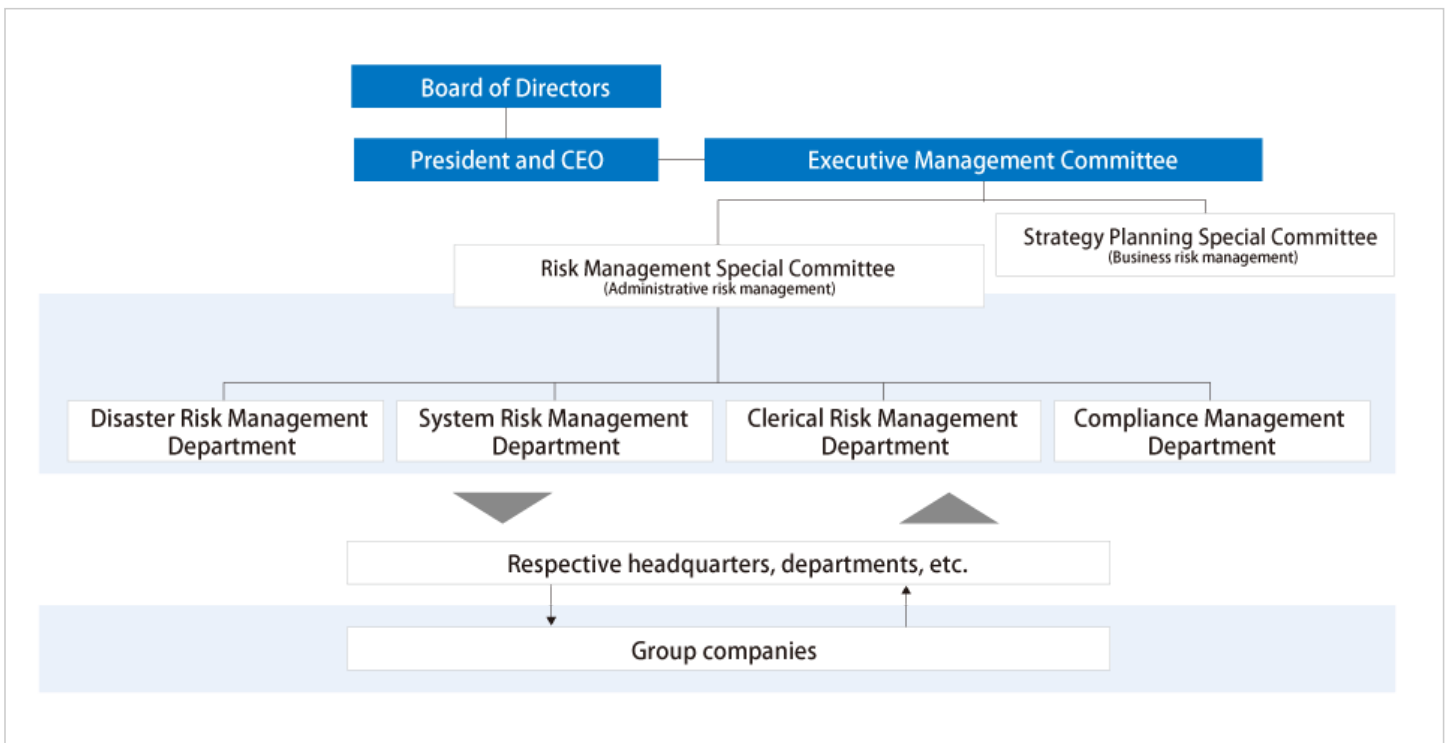 Board of Directors
President and CEO
Executive Management Committee
Strategy Planning Special Committee
(Business risk management)
Risk Management Special Committee
(Administrative risk management)
Disaster Risk Management
Department
System Risk Management
Department
Clerical Risk Management
Department
Compliance Management
Department
Respective headquarters, departments, etc.
Group companies